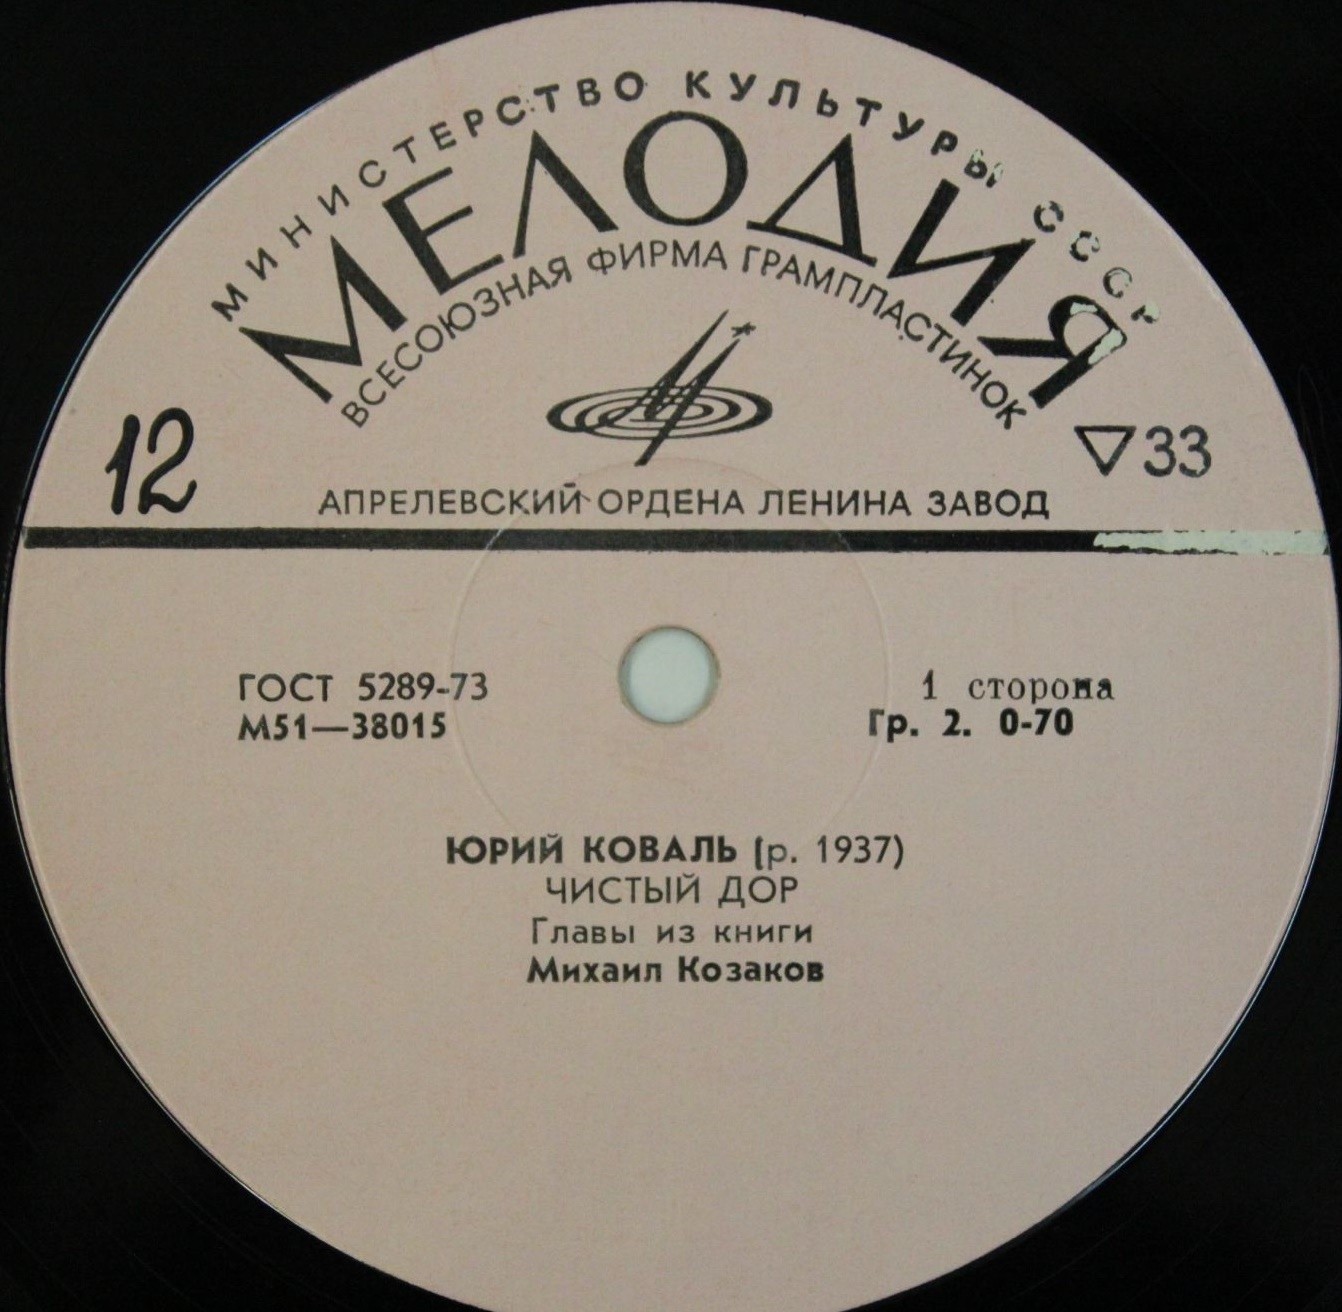 МИНИСТЕРСТВО КУЛЬТУРЫ СССР
МЕЛОДИЯ
ВСЕСОЮЗНАЯ ФИРМА ГРАМПЛАСТИНОК
12
▽33
АПРЕЛЕВСКИЙ ОРДЕНА ЛЕНИНА ЗАВОД
ГОСТ 5289-73
М51—38015
1 сторона
Гр. 2. 0-70
ЮРИЙ КОВАЛЬ (р. 1937)
ЧИСТЫЙ ДОР
Главы из книги
Михаил Козаков